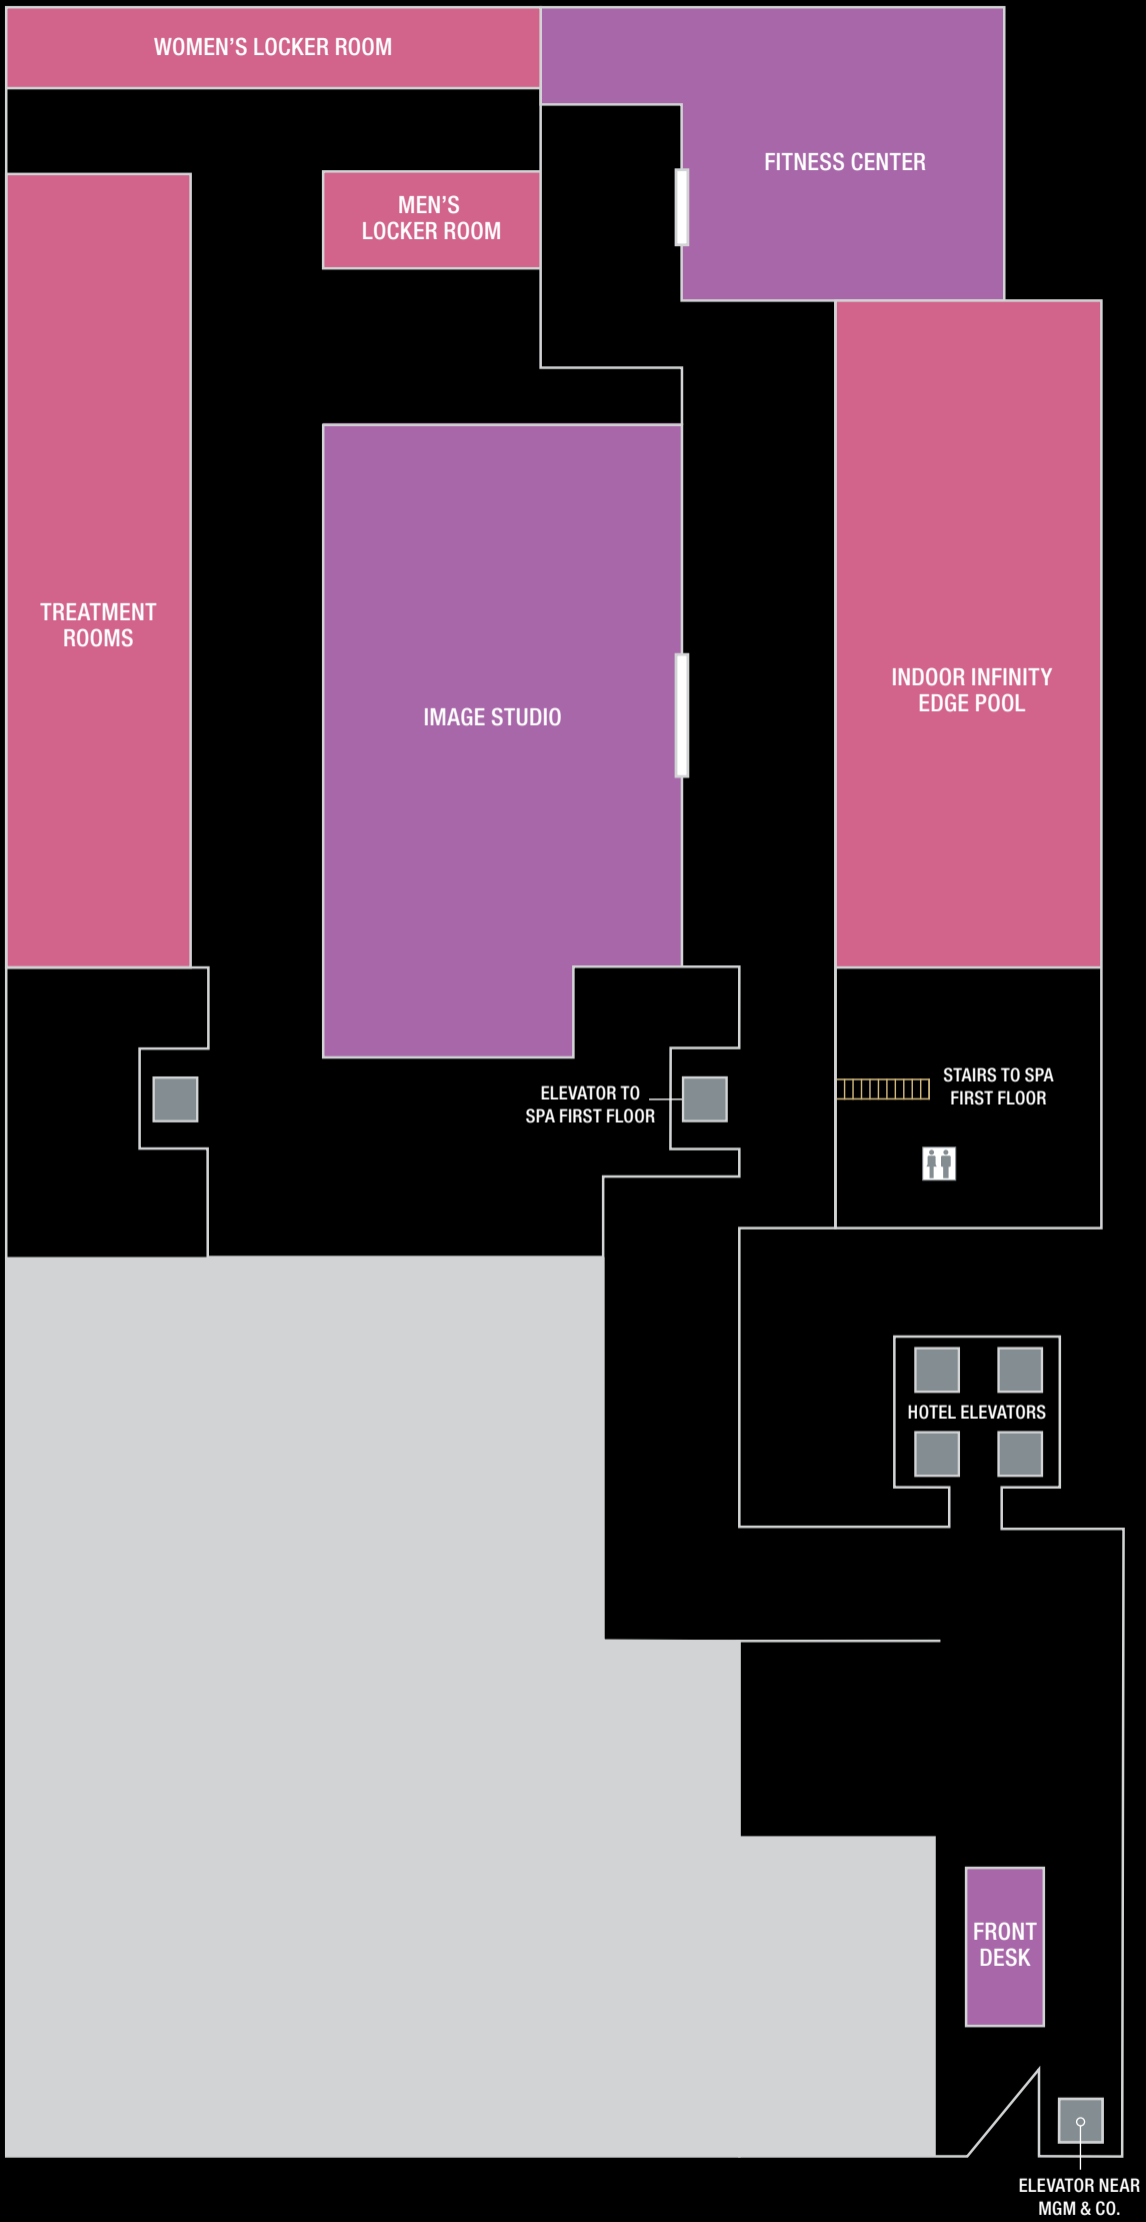 WOMEN'S LOCKER ROOM
FITNESS CENTER
MEN'S
LOCKER ROOM
TREATMENT
ROOMS
INDOOR INFINITY
EDGE POOL
IMAGE STUDIO
ELEVATOR TO
SPA FIRST FLOOR
STAIRS TO SPA
FIRST FLOOR
HOTEL ELEVATORS
FRONT
DESK
ELEVATOR NEAR
MGM & CO.